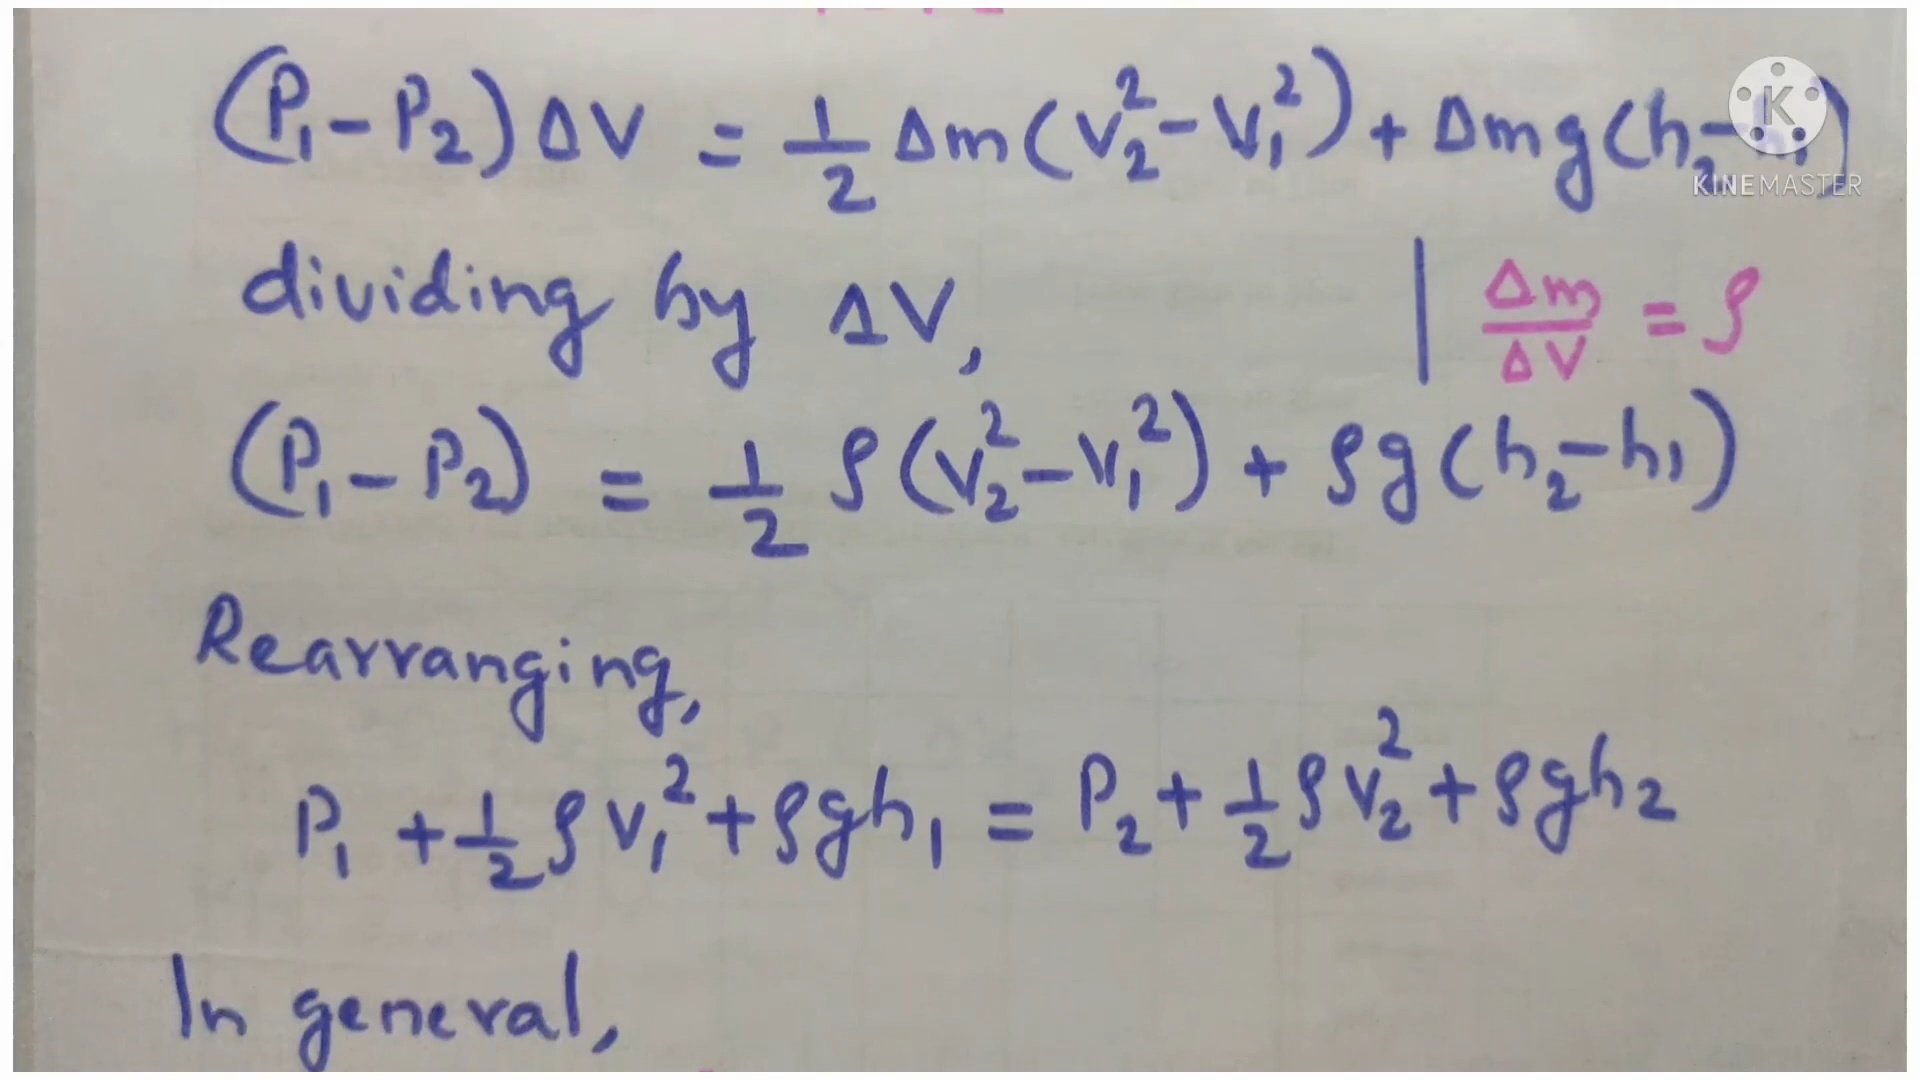 (P₁ − P₂) ΔV = 1/2 Δm (v₂² − v₁²) + Δm g (h₂ − h₁)
K
KINEMASTER
dividing by ΔV, | Δm/ΔV = ρ
(P₁ − P₂) = 1/2 ρ (v₂² − v₁²) + ρg (h₂ − h₁)
Rearranging,
P₁ + 1/2 ρ v₁² + ρgh₁ = P₂ + 1/2 ρ v₂² + ρgh₂
In general,